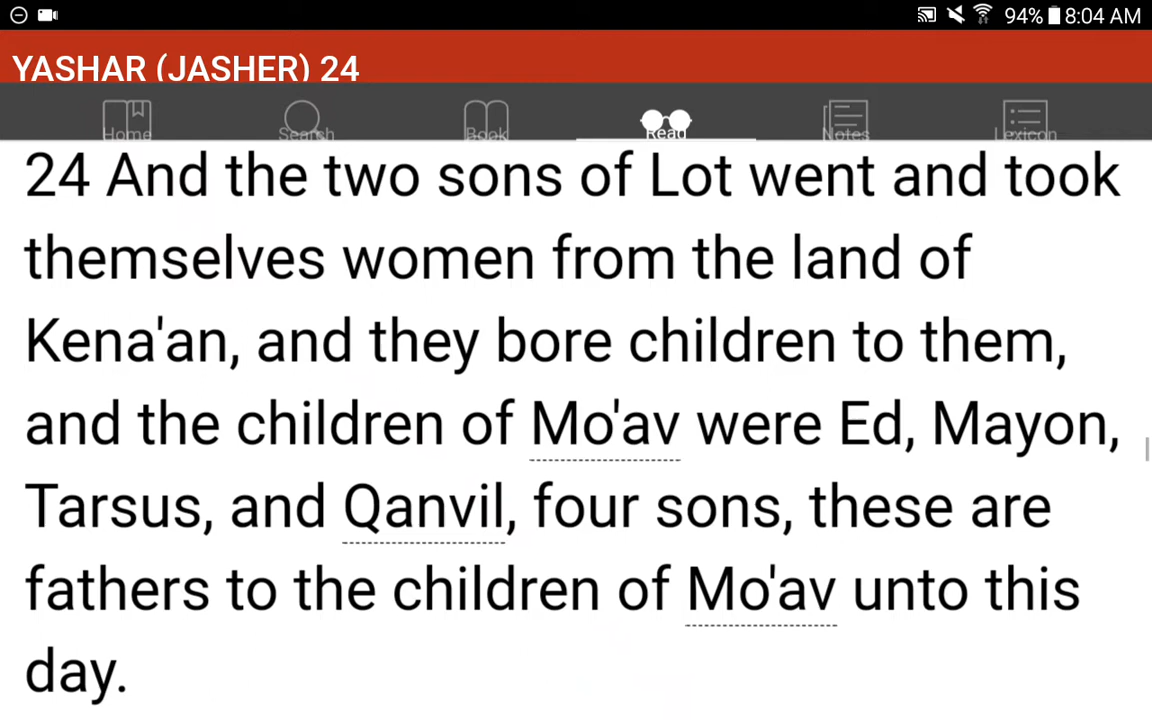 94% 8:04 AM
YASHAR (JASHER) 24
Home Search Book Read Notes Lexicon
24 And the two sons of Lot went and took
themselves women from the land of
Kena'an, and they bore children to them,
and the children of Mo'av were Ed, Mayon,
Tarsus, and Qanvil, four sons, these are
fathers to the children of Mo'av unto this
day.